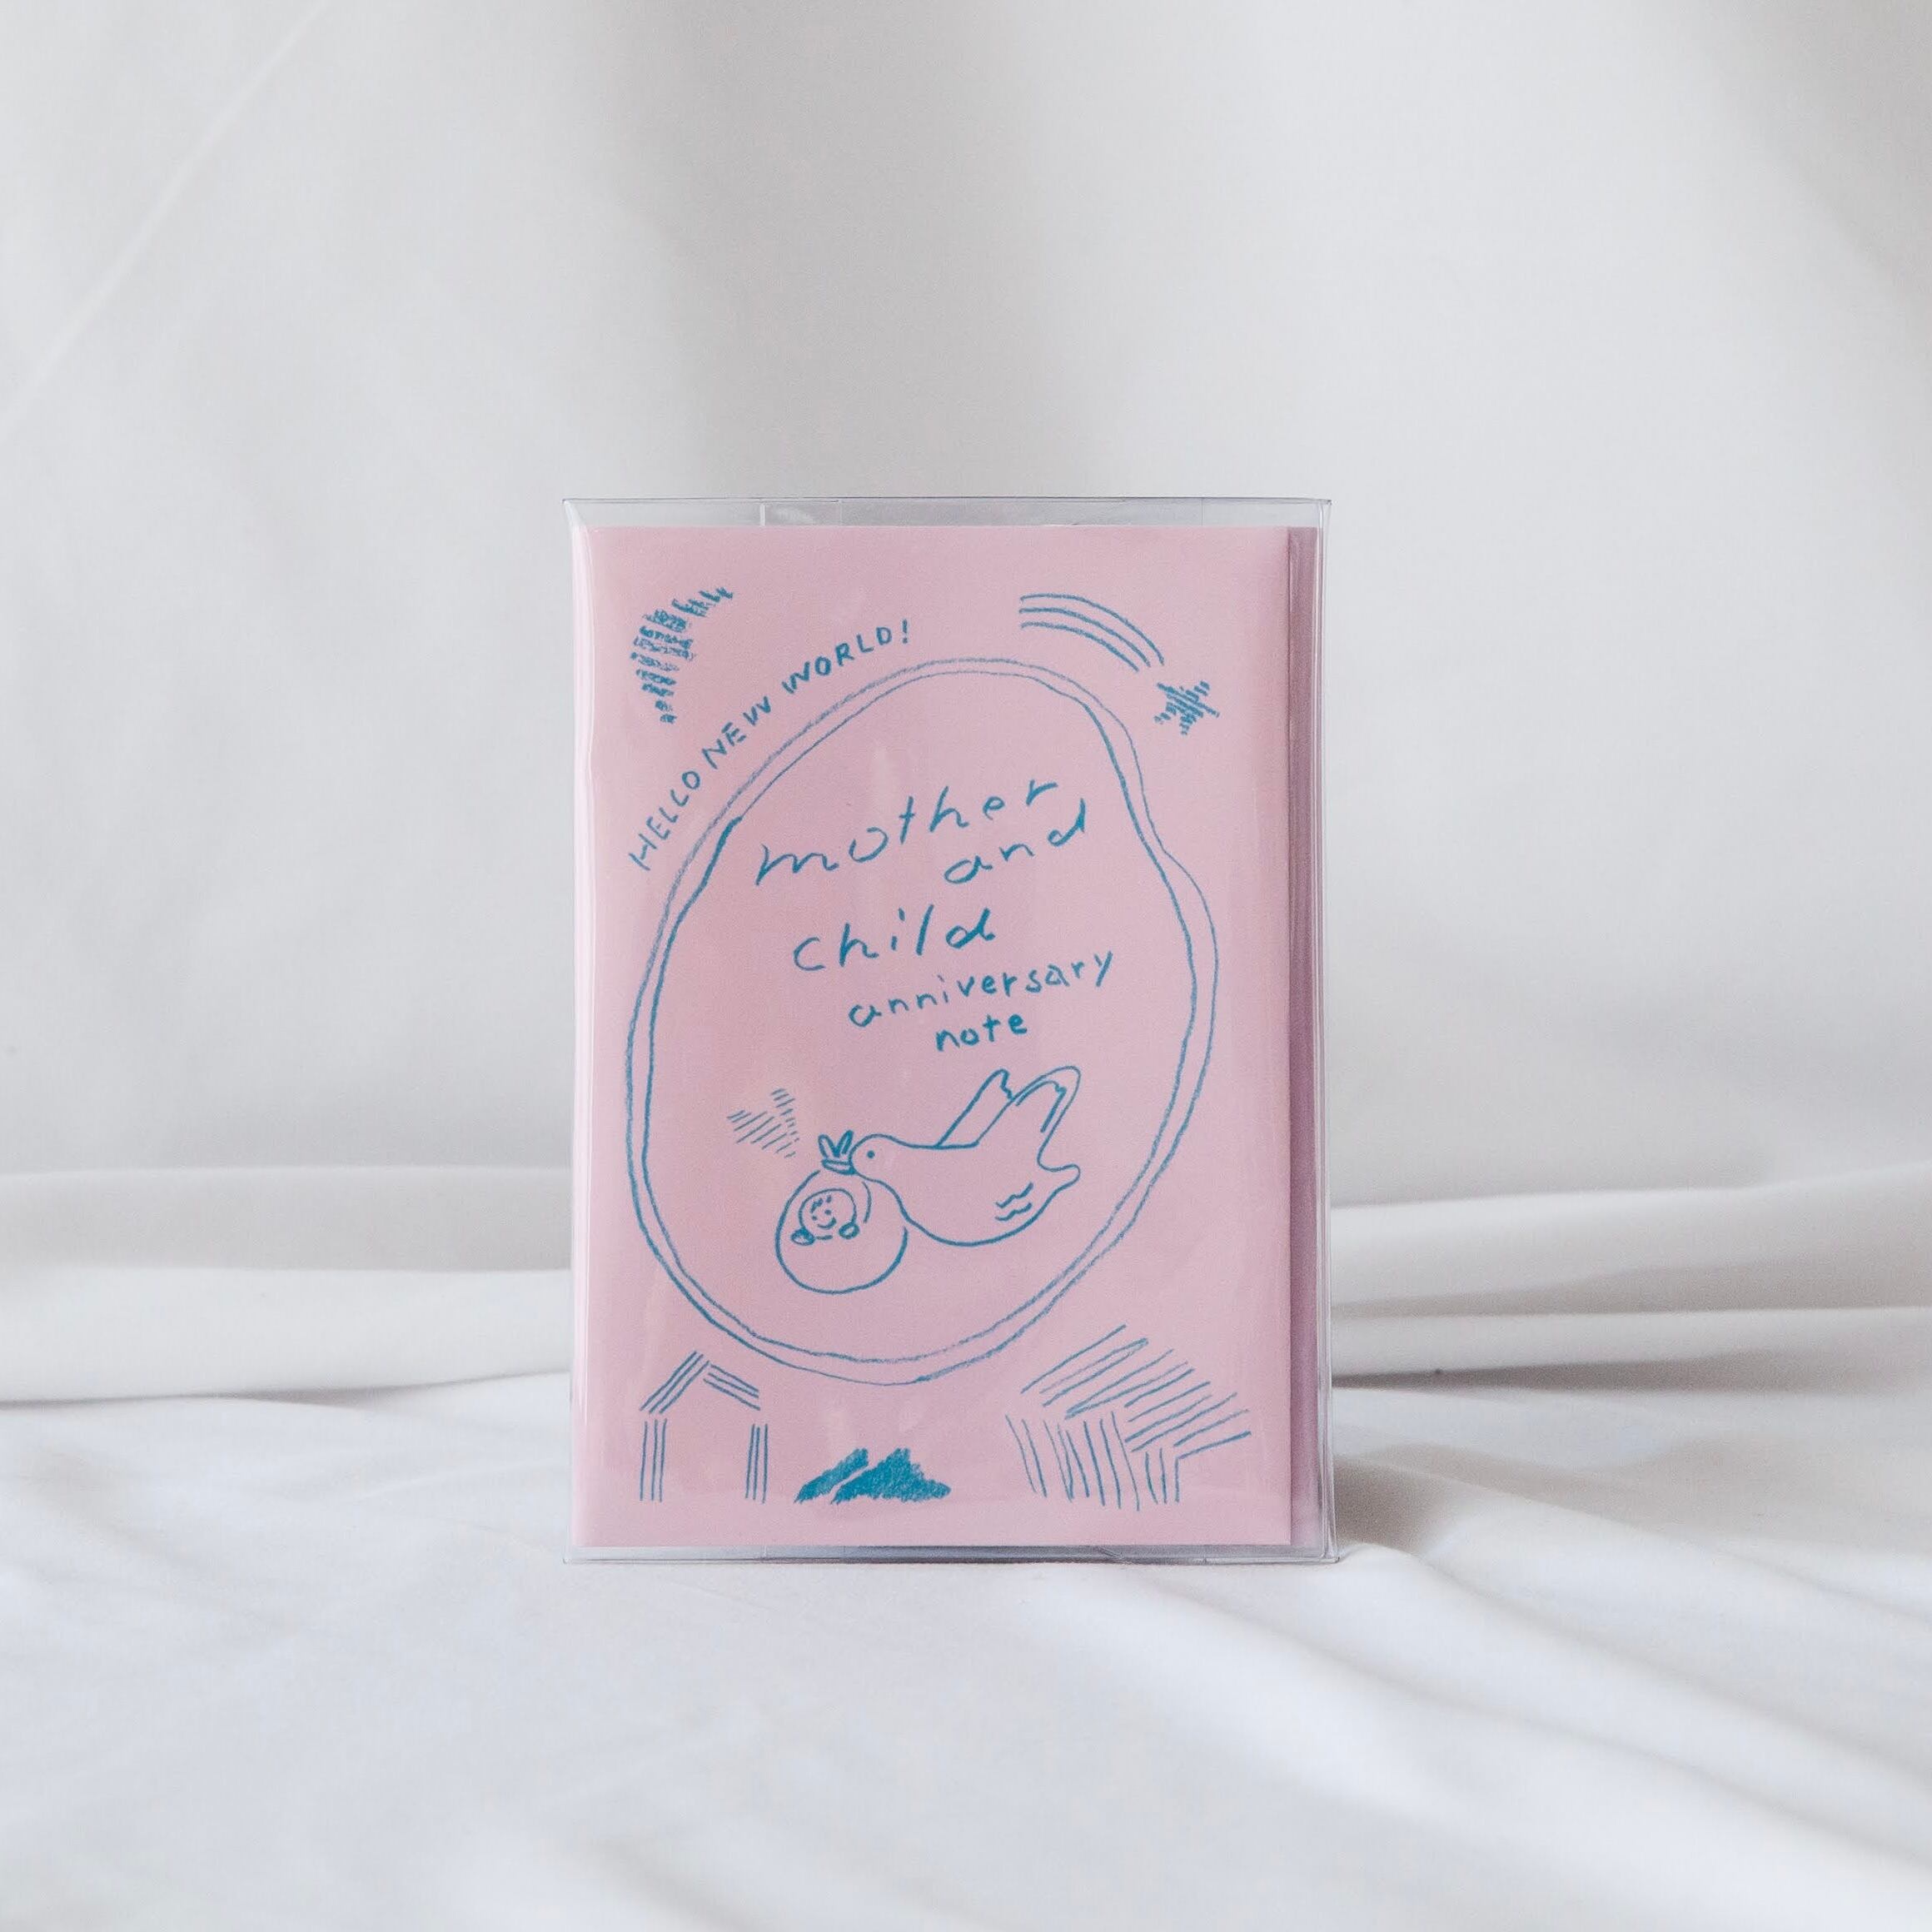 HELLO NEW WORLD!
mother
and
child
anniversary
note